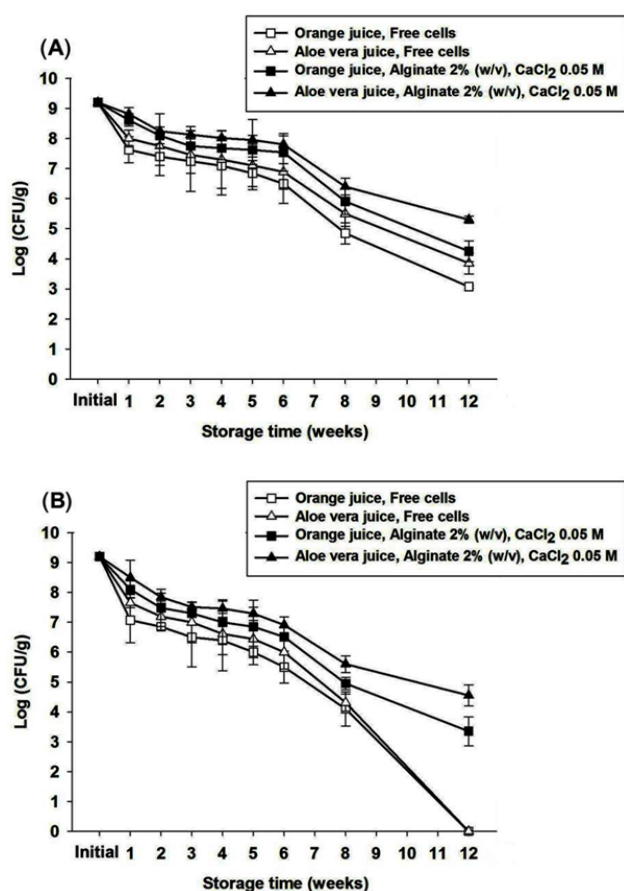 (A)
Orange juice, Free cells
Aloe vera juice, Free cells
Orange juice, Alginate 2% (w/v), CaCl2 0.05 M
Aloe vera juice, Alginate 2% (w/v), CaCl2 0.05 M
10
9
8
7
6
5
4
3
2
1
0
Log (CFU/g)
Initial 1 2 3 4 5 6 7 8 9 10 11 12
Storage time (weeks)
(B)
Orange juice, Free cells
Aloe vera juice, Free cells
Orange juice, Alginate 2% (w/v), CaCl2 0.05 M
Aloe vera juice, Alginate 2% (w/v), CaCl2 0.05 M
10
9
8
7
6
5
4
3
2
1
0
Log (CFU/g)
Initial 1 2 3 4 5 6 7 8 9 10 11 12
Storage time (weeks)